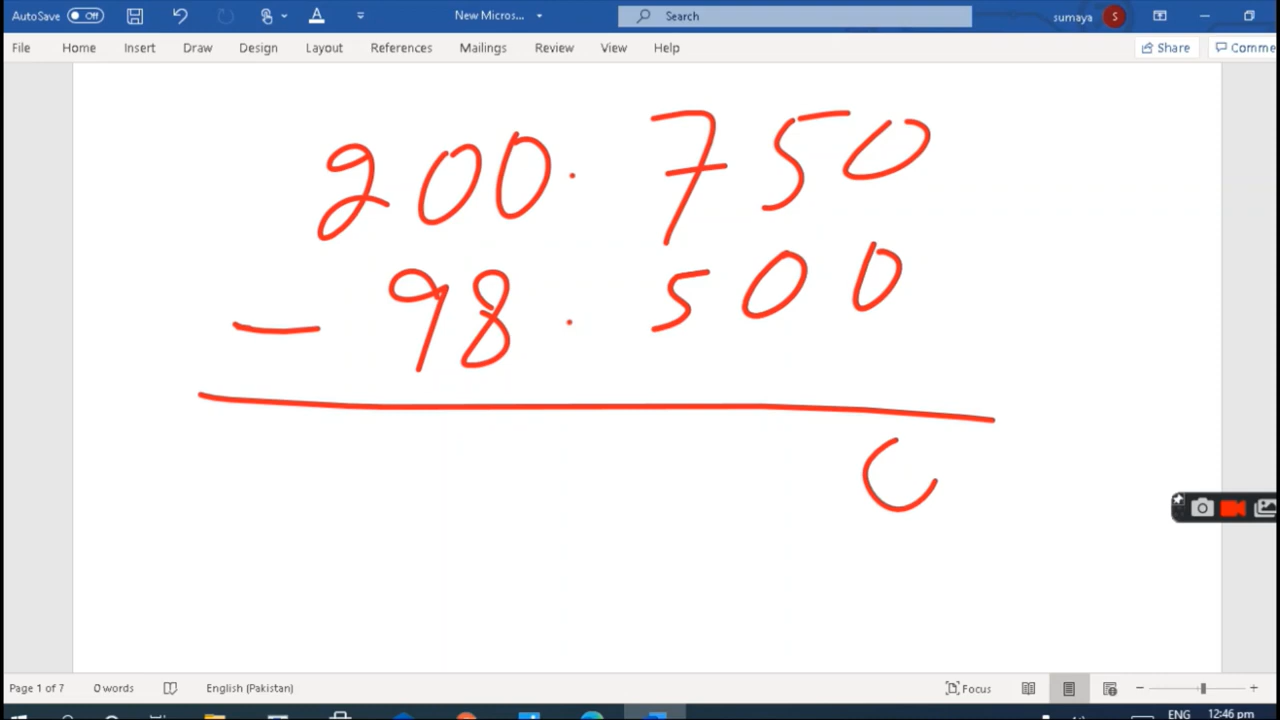 AutoSave Off New Micros... Search sumaya S
File Home Insert Draw Design Layout References Mailings Review View Help Share Comme
200.750
- 98.500
0
Page 1 of 7 0 words English (Pakistan) Focus
ENG 12:46 PM